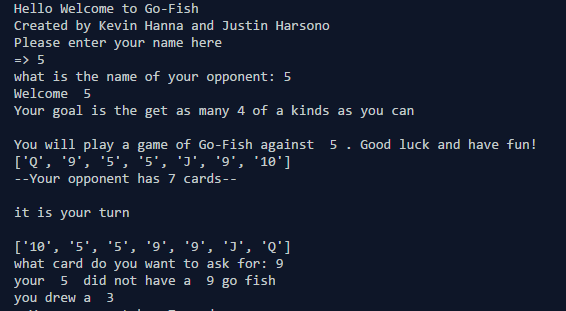 Hello Welcome to Go-Fish
Created by Kevin Hanna and Justin Harsono
Please enter your name here
=> 5
what is the name of your opponent: 5
Welcome  5
Your goal is the get as many 4 of a kinds as you can
You will play a game of Go-Fish against  5 . Good luck and have fun!
['Q', '9', '5', '5', 'J', '9', '10']
--Your opponent has 7 cards--
it is your turn
['10', '5', '5', '9', '9', 'J', 'Q']
what card do you want to ask for: 9
your  5  did not have a  9 go fish
you drew a  3